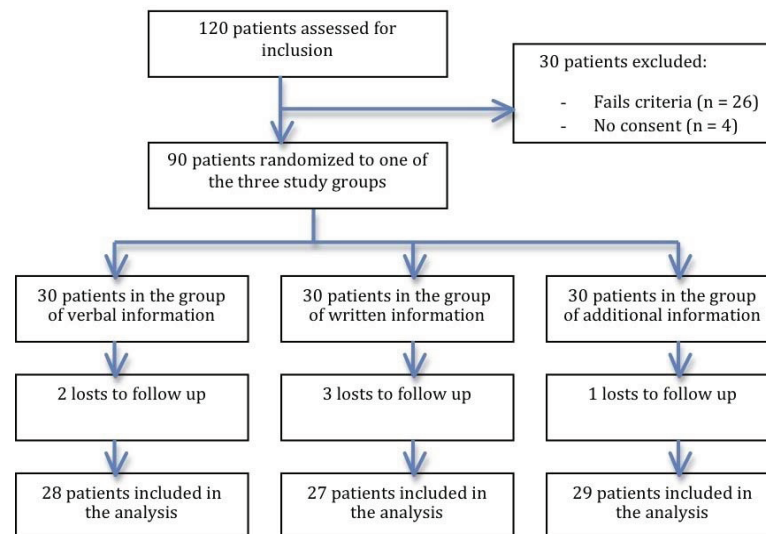 120 patients assessed for
inclusion
30 patients excluded:
- Fails criteria (n = 26)
- No consent (n = 4)
90 patients randomized to one of
the three study groups
30 patients in the group
of verbal information
30 patients in the group
of written information
30 patients in the group
of additional information
2 losts to follow up
3 losts to follow up
1 losts to follow up
28 patients included in
the analysis
27 patients included in
the analysis
29 patients included in
the analysis